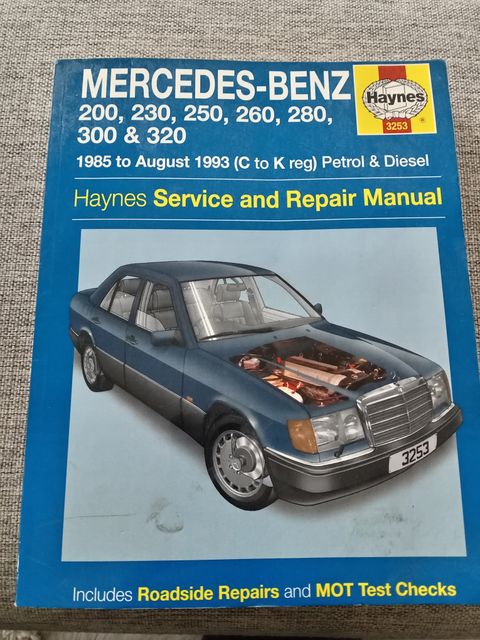 MERCEDES-BENZ
200, 230, 250, 260, 280,
300 & 320
Haynes
3253
®
1985 to August 1993 (C to K reg) Petrol & Diesel
Haynes Service and Repair Manual
3253
Includes Roadside Repairs and MOT Test Checks